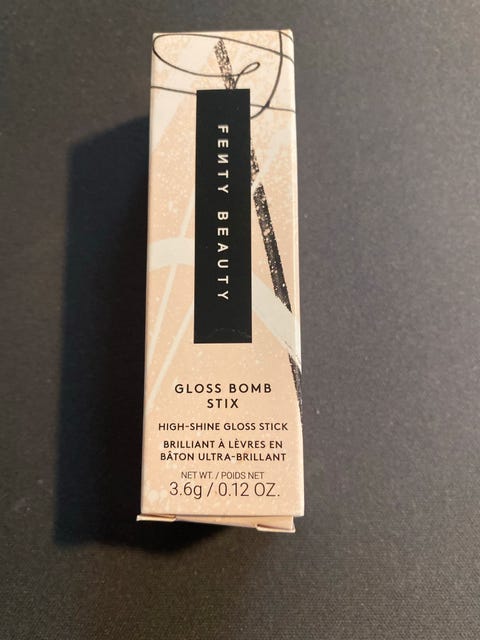 FENTY BEAUTY
GLOSS BOMB
STIX
HIGH-SHINE GLOSS STICK
BRILLIANT À LÈVRES EN
BÂTON ULTRA-BRILLANT
NET WT. / POIDS NET
3.6g / 0.12 OZ.